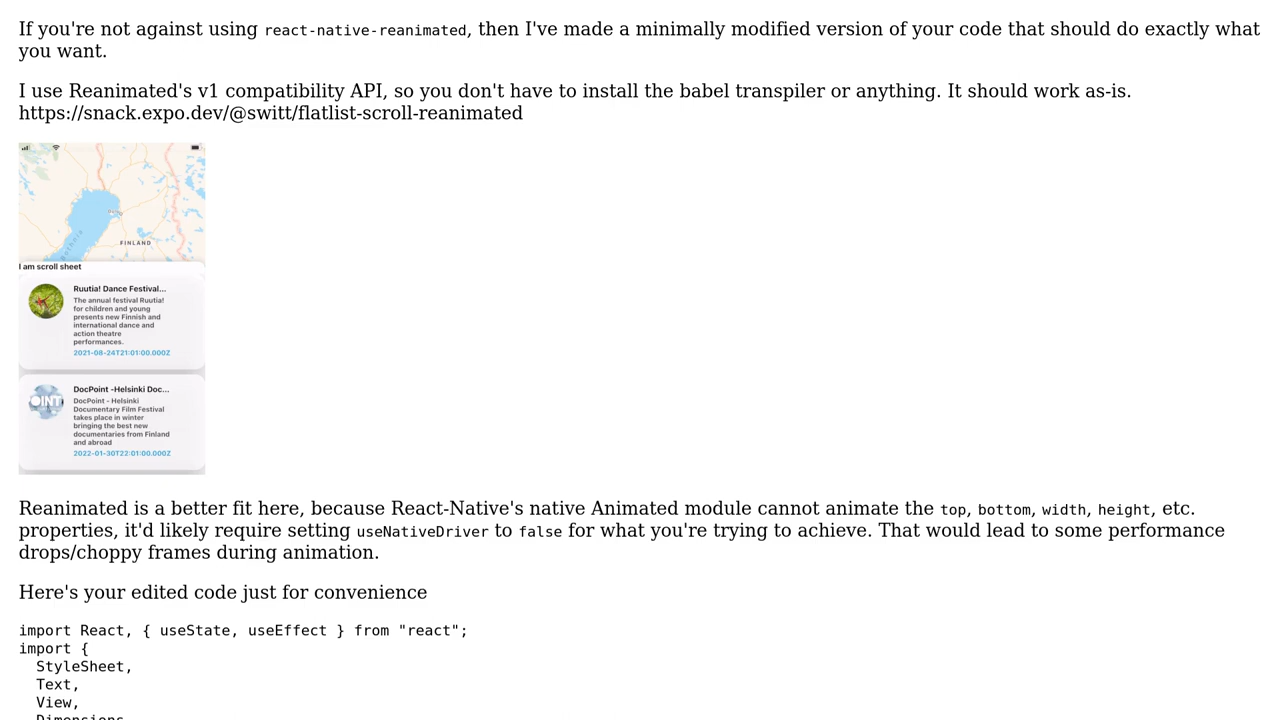 If you're not against using react-native-reanimated, then I've made a minimally modified version of your code that should do exactly what
you want.
I use Reanimated's v1 compatibility API, so you don't have to install the babel transpiler or anything. It should work as-is.
https://snack.expo.dev/@switt/flatlist-scroll-reanimated
FINLAND
I am scroll sheet
Ruutia! Dance Festival...
The annual festival Ruutia!
for children and young
presents new Finnish and
international dance and
action theatre
performances.
2021-08-24T21:01:00.000Z
OINT
DocPoint -Helsinki Doc...
DocPoint - Helsinki
Documentary Film Festival
takes place in winter
bringing the best new
documentaries from Finland
and abroad
2022-01-30T22:01:00.000Z
Reanimated is a better fit here, because React-Native's native Animated module cannot animate the top, bottom, width, height, etc.
properties, it'd likely require setting useNativeDriver to false for what you're trying to achieve. That would lead to some performance
drops/choppy frames during animation.
Here's your edited code just for convenience
import React, { useState, useEffect } from "react";
import {
StyleSheet,
Text,
View,
Dimensions